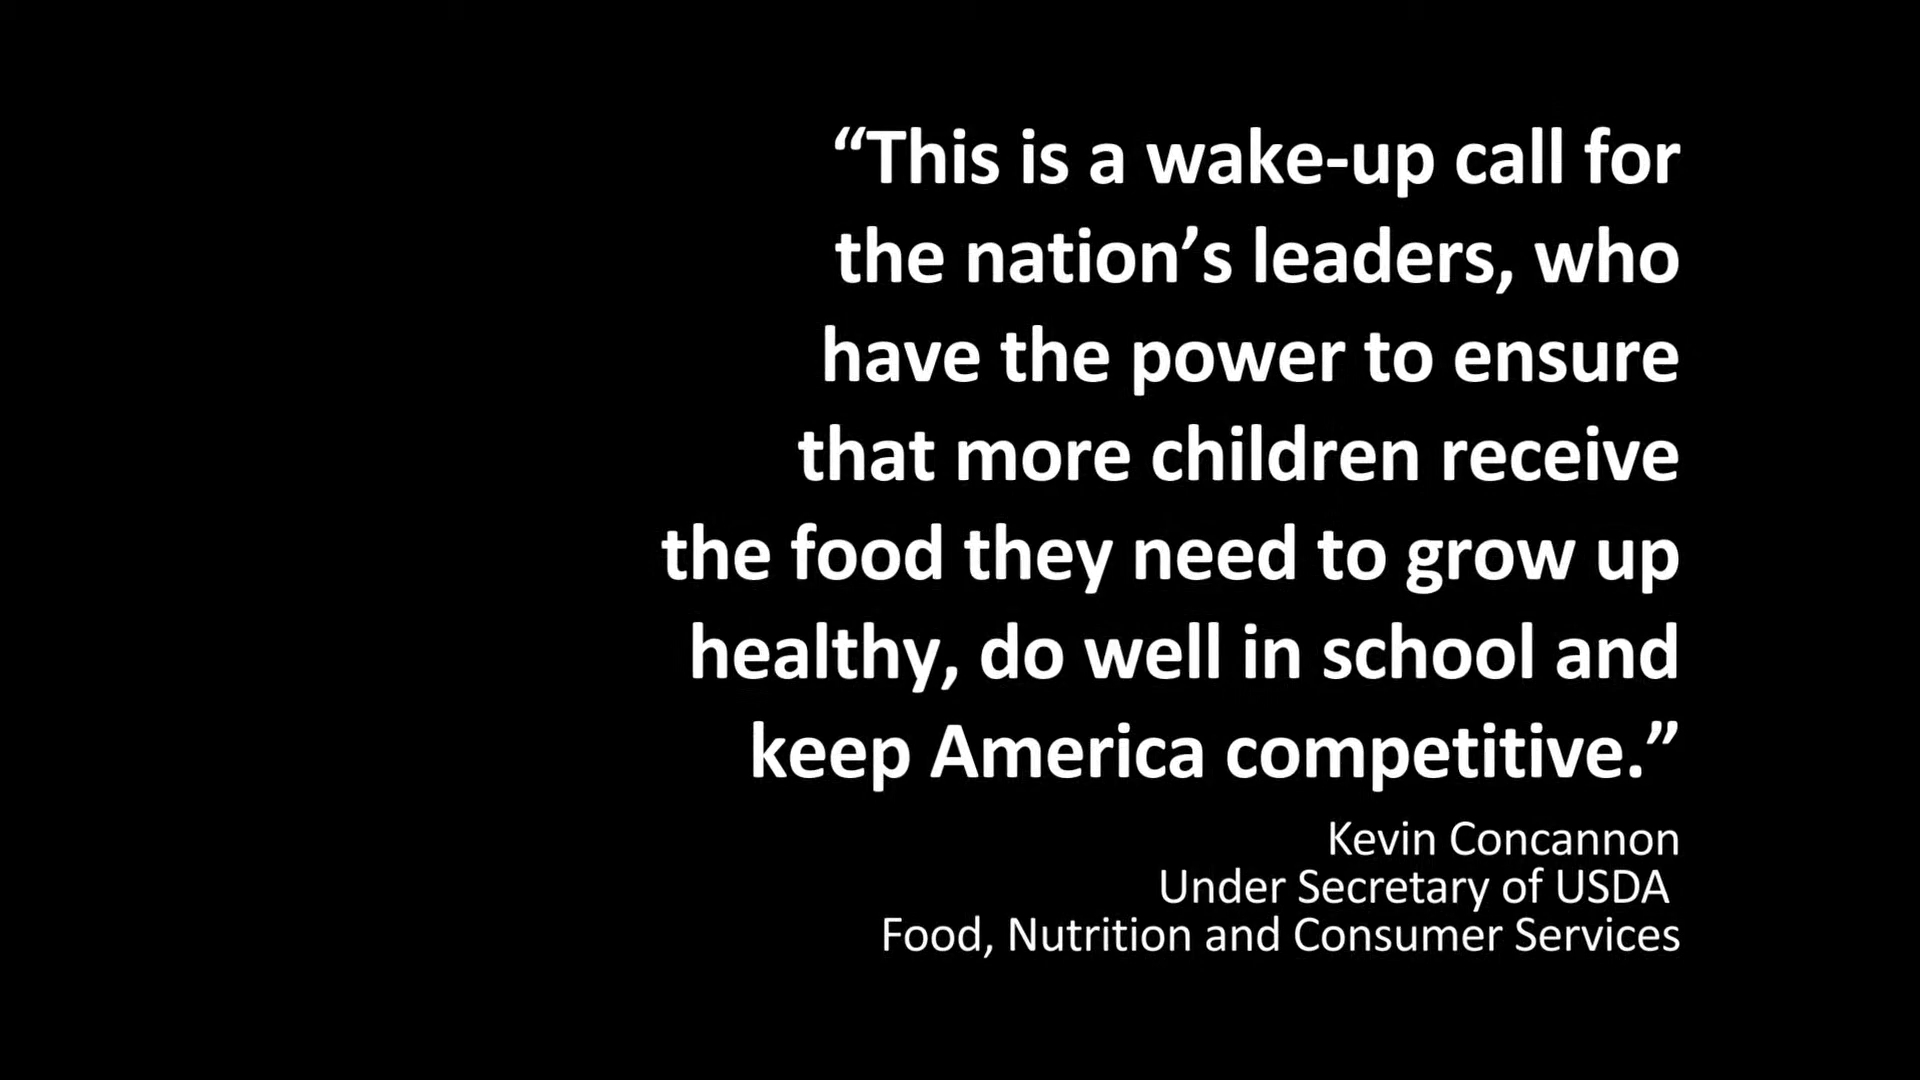 “This is a wake-up call for
the nation’s leaders, who
have the power to ensure
that more children receive
the food they need to grow up
healthy, do well in school and
keep America competitive.”
Kevin Concannon
Under Secretary of USDA
Food, Nutrition and Consumer Services